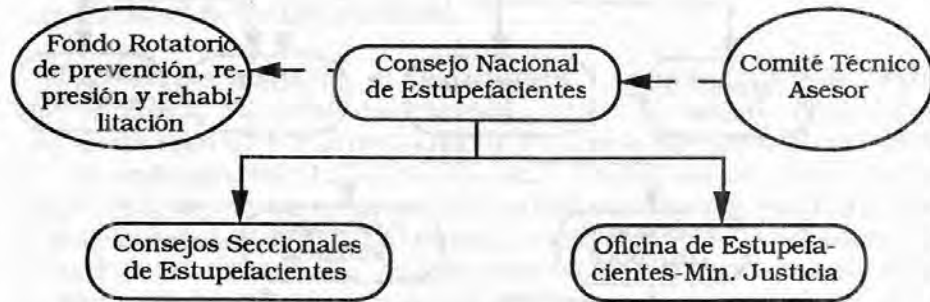 Fondo Rotatorio
de prevención, re-
presión y rehabi-
litación
Consejo Nacional
de Estupefacientes
Comité Técnico
Asesor
Consejos Seccionales
de Estupefacientes
Oficina de Estupefa-
cientes-Min. Justicia